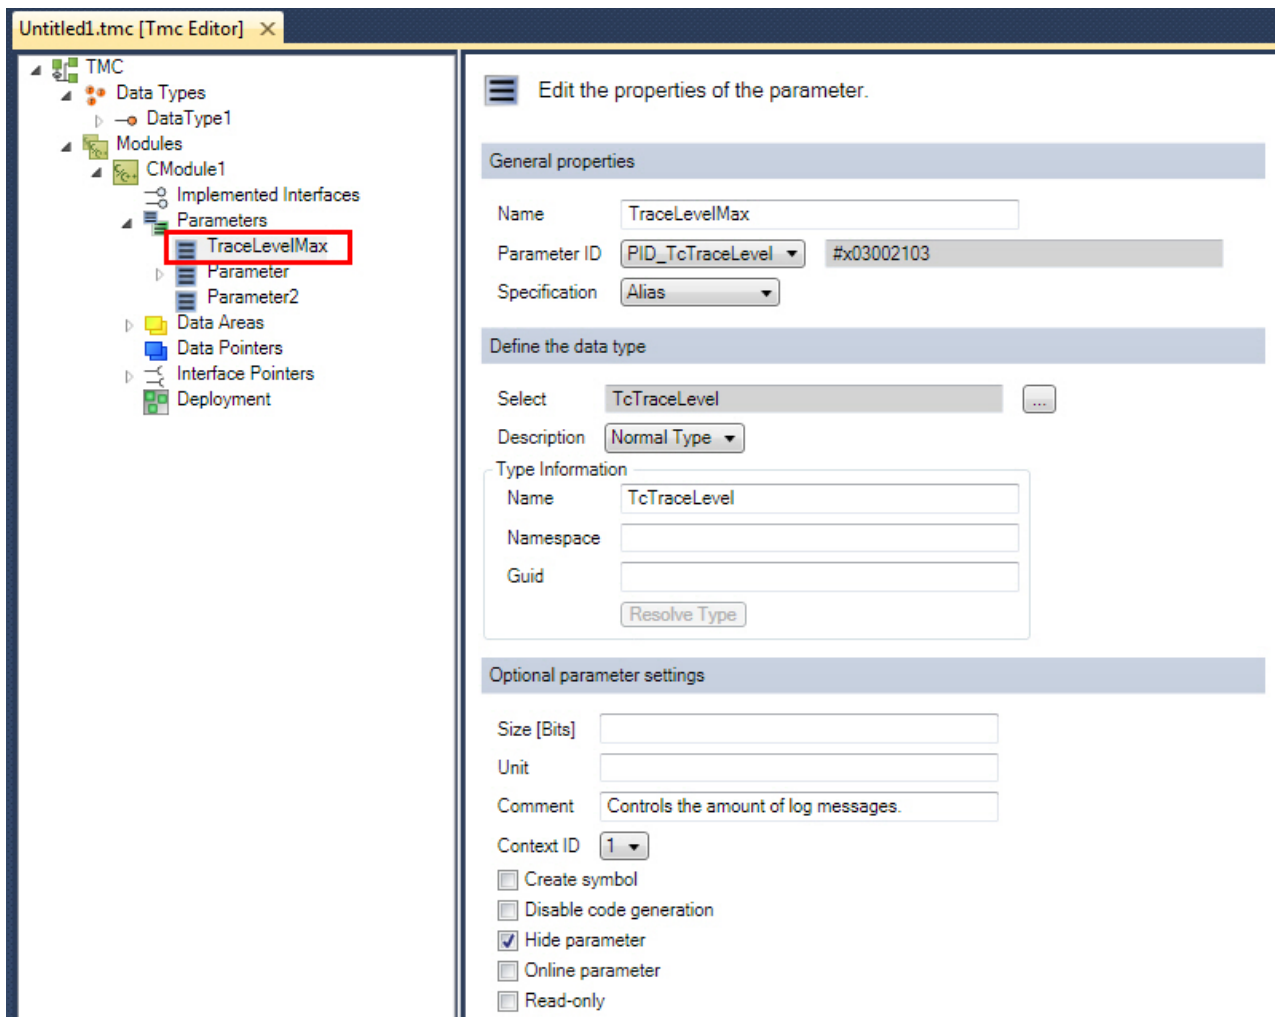 Untitled1.tmc [Tmc Editor]
TMC
Data Types
DataType1
Modules
CModule1
Implemented Interfaces
Parameters
TraceLevelMax
Parameter
Parameter2
Data Areas
Data Pointers
Interface Pointers
Deployment
Edit the properties of the parameter.
General properties
Name TraceLevelMax
Parameter ID PID_TcTraceLevel #x03002103
Specification Alias
Define the data type
Select TcTraceLevel ...
Description Normal Type
Type Information
Name TcTraceLevel
Namespace
Guid
Resolve Type
Optional parameter settings
Size [Bits]
Unit
Comment Controls the amount of log messages.
Context ID 1
Create symbol
Disable code generation
Hide parameter
Online parameter
Read-only